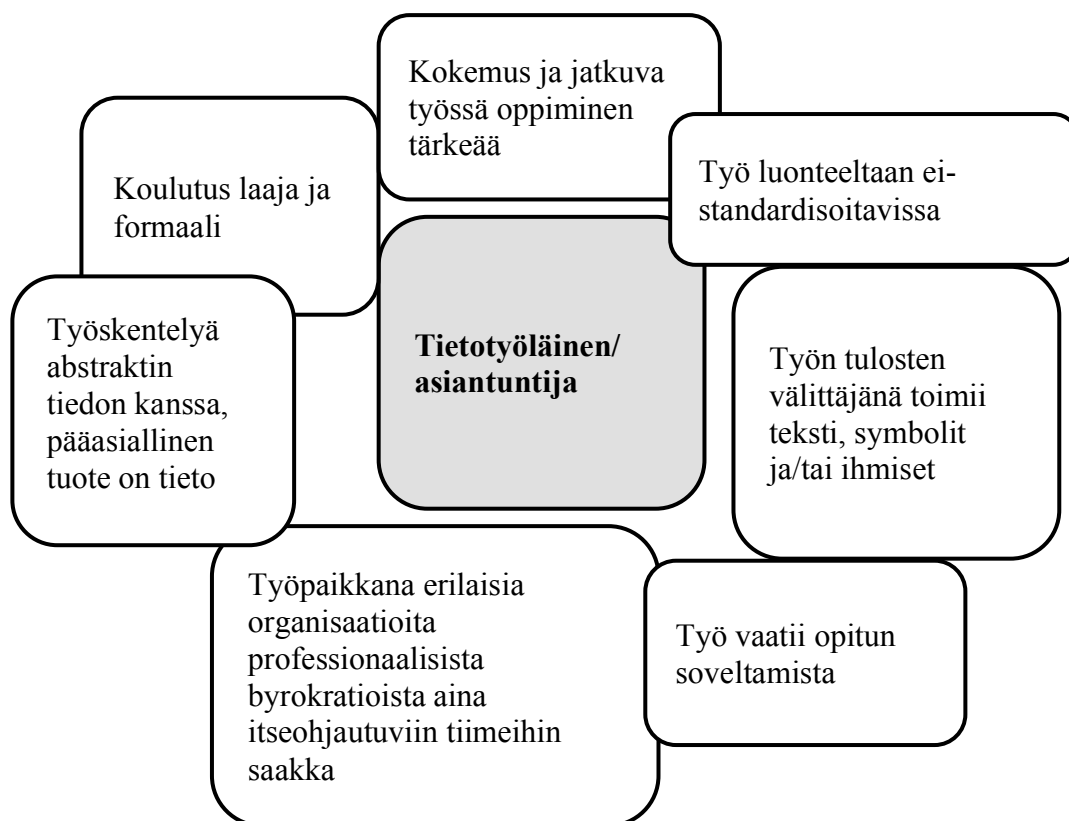 Kokemus ja jatkuva
työssä oppiminen
tärkeää
Koulutus laaja ja
formaali
Työ luonteeltaan ei-
standardisoitavissa
Työskentelyä
abstraktin
tiedon kanssa,
pääasiallinen
tuote on tieto
Tietotyöläinen/
asiantuntija
Työn tulosten
välittäjänä toimii
teksti, symbolit
ja/tai ihmiset
Työpaikkana erilaisia
organisaatioita
professionaalisista
byrokratioista aina
itseohjautuviin tiimeihin
saakka
Työ vaatii opitun
soveltamista